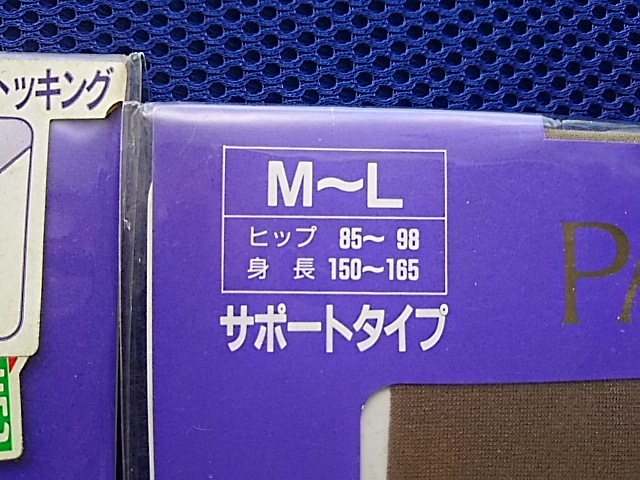 トッキング
M～L
ヒップ 85～98
身長 150～165
サポートタイプ